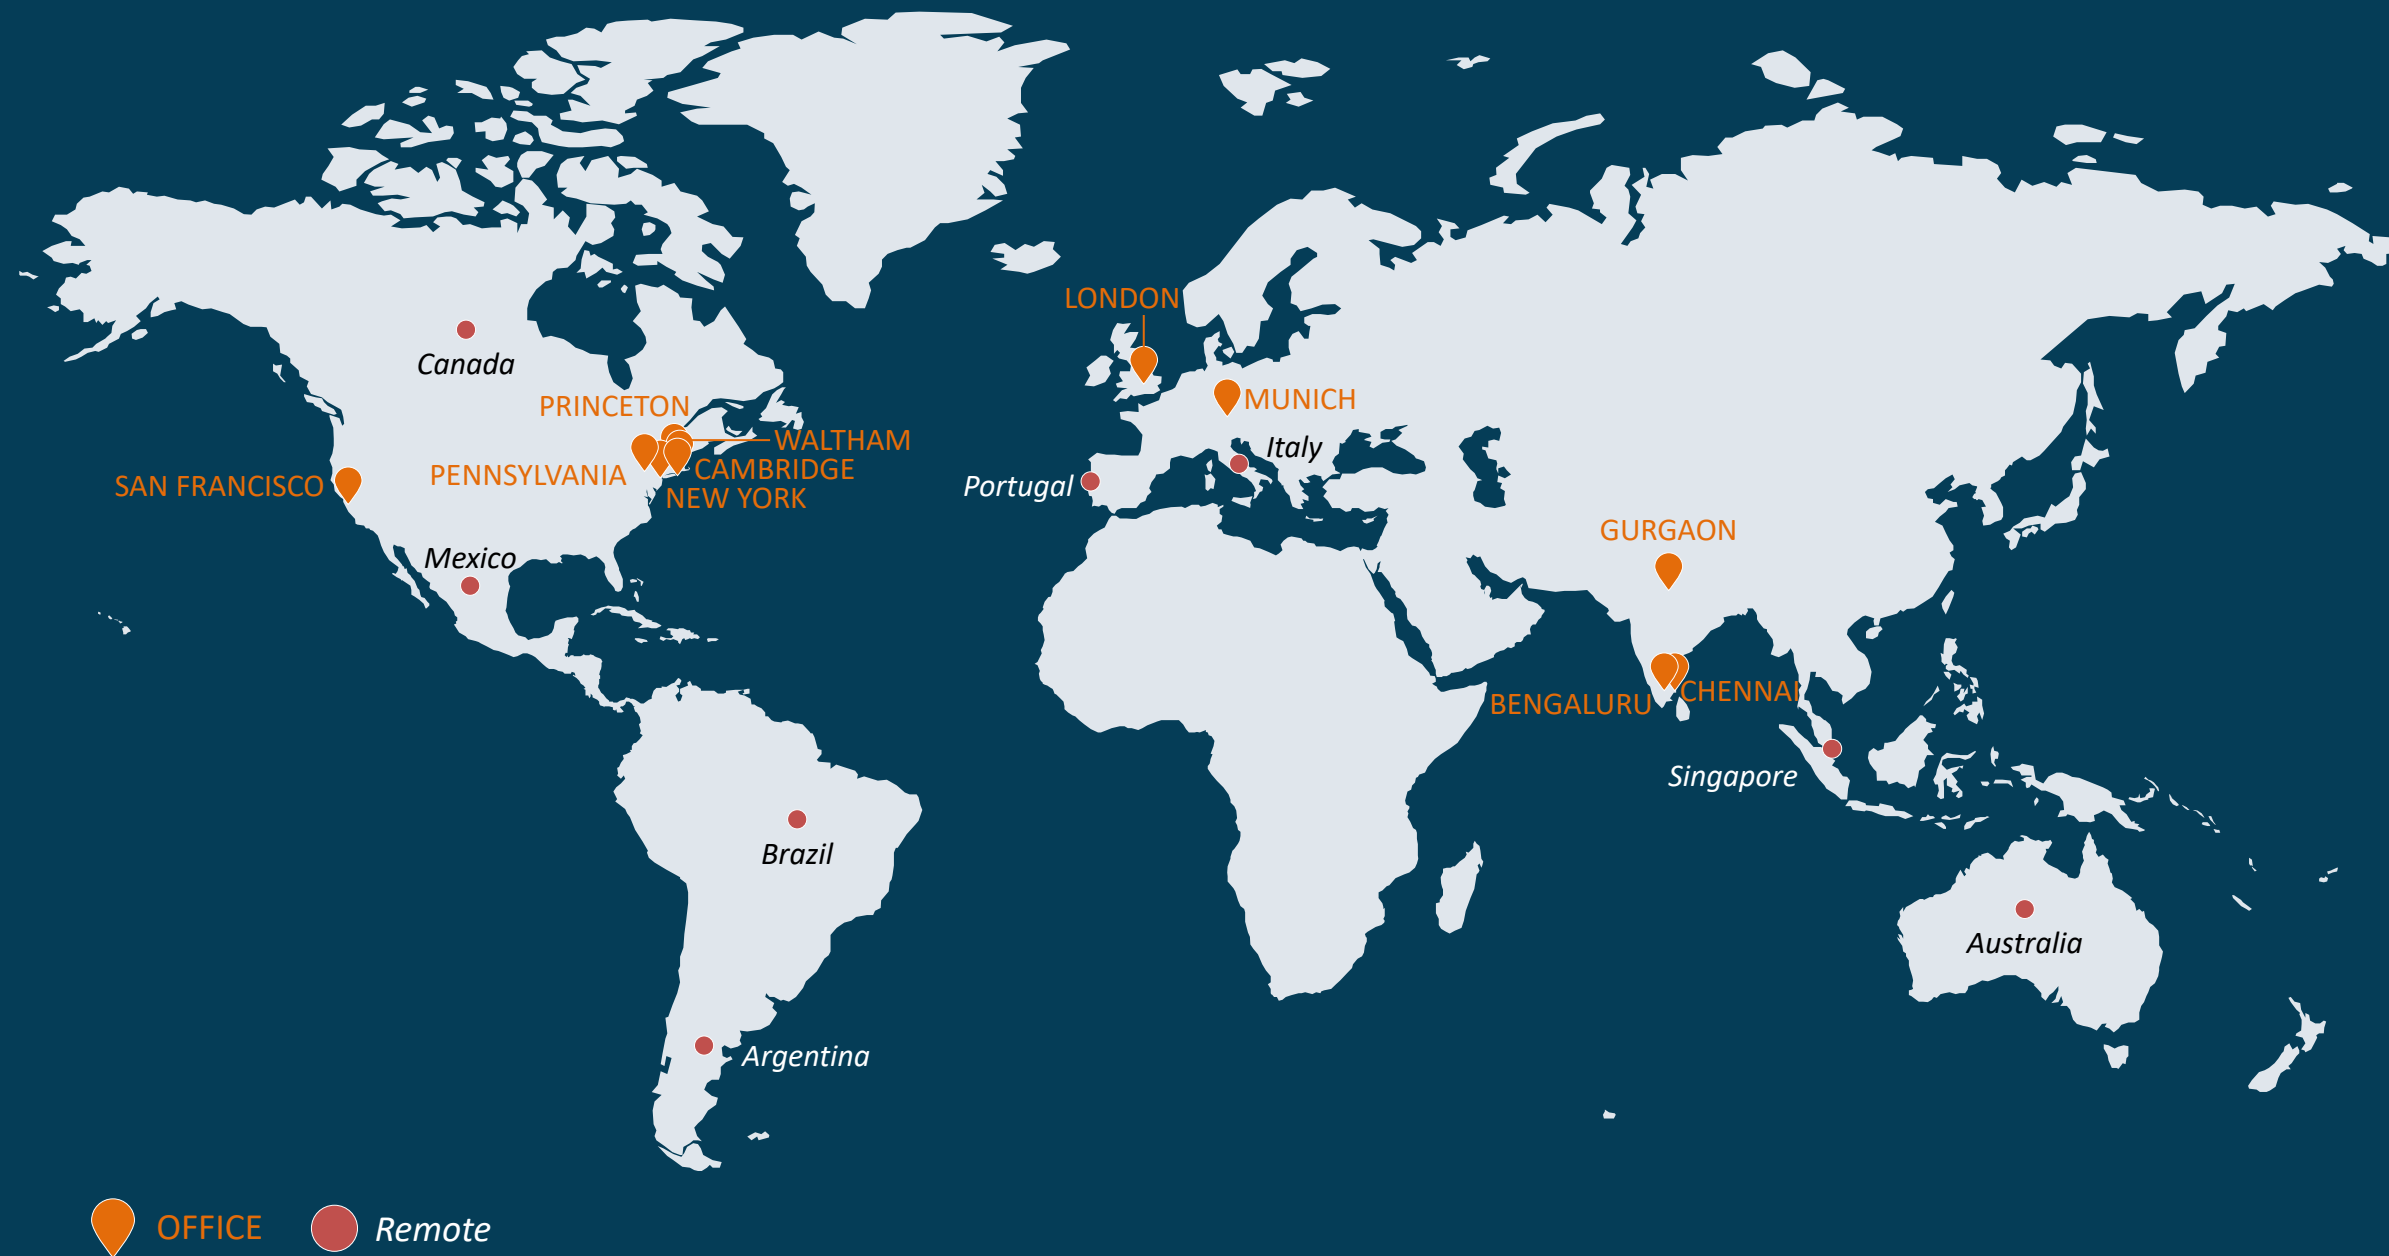 LONDON
Canada
MUNICH
PRINCETON
WALTHAM
Italy
CAMBRIDGE
PENNSYLVANIA
SAN FRANCISCO
Portugal
NEW YORK
GURGAON
Mexico
CHENNAI
BENGALURU
Singapore
Brazil
Australia
Argentina
OFFICE
Remote